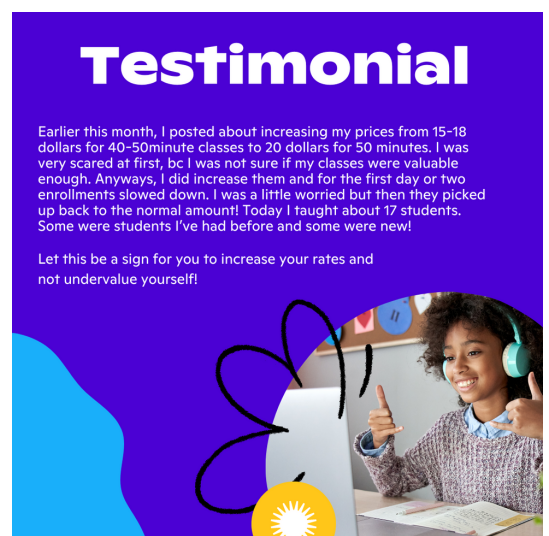 Testimonial
Earlier this month, I posted about increasing my prices from 15-18
dollars for 40-50minute classes to 20 dollars for 50 minutes. I was
very scared at first, bc I was not sure if my classes were valuable
enough. Anyways, I did increase them and for the first day or two
enrollments slowed down. I was a little worried but then they picked
up back to the normal amount! Today I taught about 17 students.
Some were students I've had before and some were new!
Let this be a sign for you to increase your rates and
not undervalue yourself!